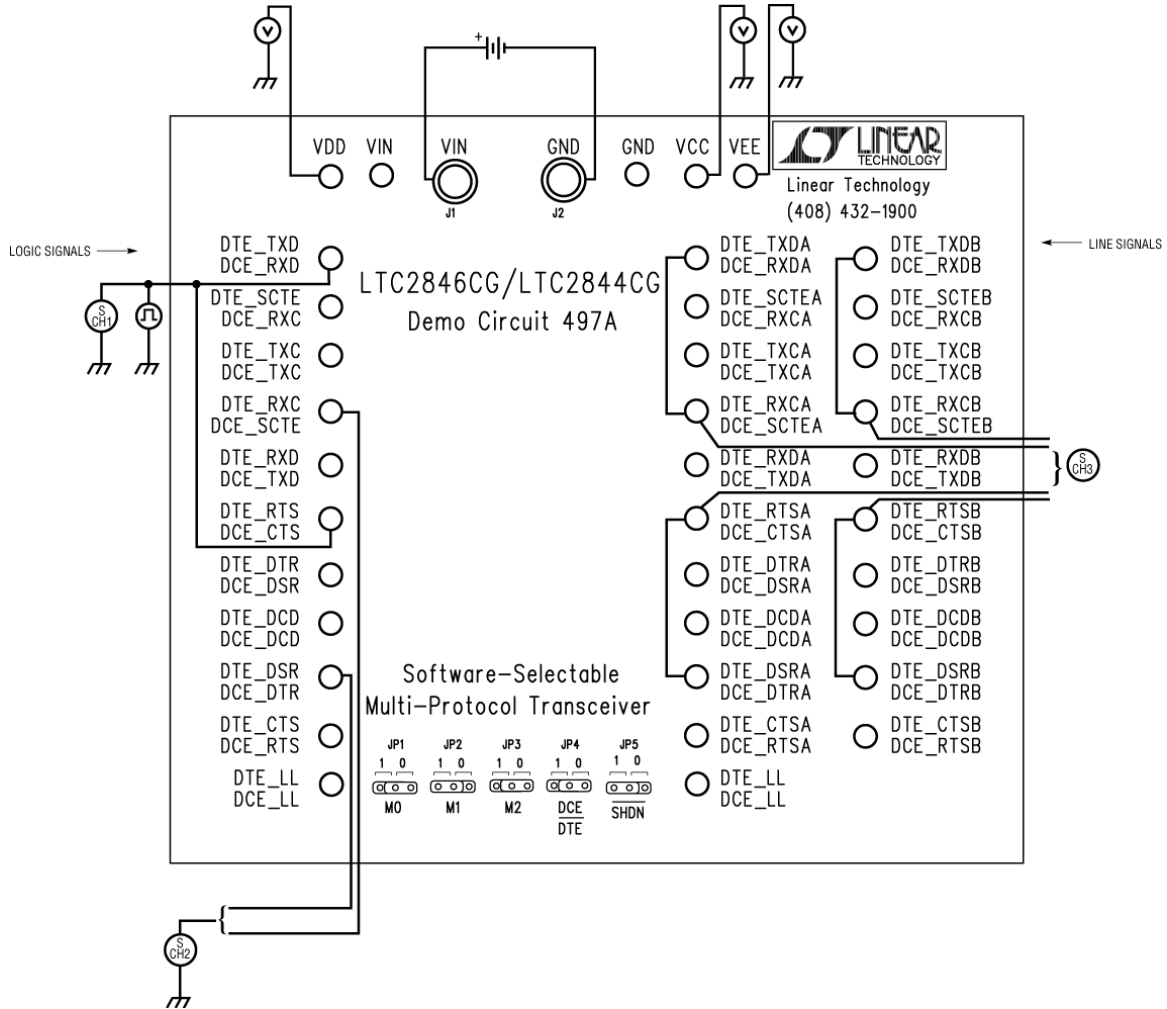 V
+
V V
VDD VIN VIN GND GND VCC VEE
J1 J2
LT LINEAR
TECHNOLOGY
Linear Technology
(408) 432-1900
LOGIC SIGNALS
LINE SIGNALS
LTC2846CG/LTC2844CG
Demo Circuit 497A
S
CH1
DTE_TXD
DCE_RXD
DTE_SCTE
DCE_RXC
DTE_TXC
DCE_TXC
DTE_RXC
DCE_SCTE
DTE_RXD
DCE_TXD
DTE_RTS
DCE_CTS
DTE_DTR
DCE_DSR
DTE_DCD
DCE_DCD
DTE_DSR
DCE_DTR
DTE_CTS
DCE_RTS
DTE_LL
DCE_LL
DTE_TXDA
DCE_RXDA
DTE_SCTEA
DCE_RXCA
DTE_TXCA
DCE_TXCA
DTE_RXCA
DCE_SCTEA
DTE_RXDA
DCE_TXDA
DTE_RTSA
DCE_CTSA
DTE_DTRA
DCE_DSRA
DTE_DCDA
DCE_DCDA
DTE_DSRA
DCE_DTRA
DTE_CTSA
DCE_RTSA
DTE_LL
DCE_LL
DTE_TXDB
DCE_RXDB
DTE_SCTEB
DCE_RXCB
DTE_TXCB
DCE_TXCB
DTE_RXCB
DCE_SCTEB
DTE_RXDB
DCE_TXDB
DTE_RTSB
DCE_CTSB
DTE_DTRB
DCE_DSRB
DTE_DCDB
DCE_DCDB
DTE_DSRB
DCE_DTRB
DTE_CTSB
DCE_RTSB
}
S
CH3
Software-Selectable
Multi-Protocol Transceiver
JP1 JP2 JP3 JP4 JP5
1 0 1 0 1 0 1 0 1 0
M0 M1 M2 DCE SHDN
DTE
{
S
CH2